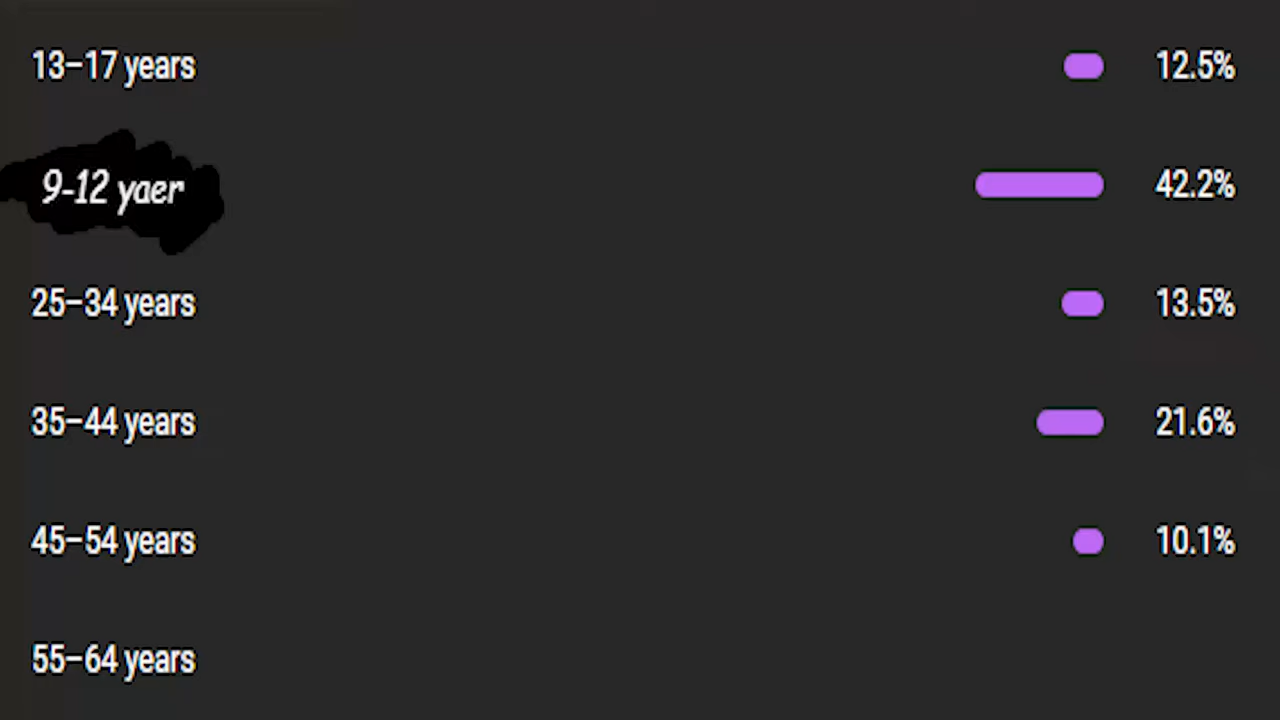 13–17 years 12.5%
9-12 yaer 42.2%
25–34 years 13.5%
35–44 years 21.6%
45–54 years 10.1%
55–64 years